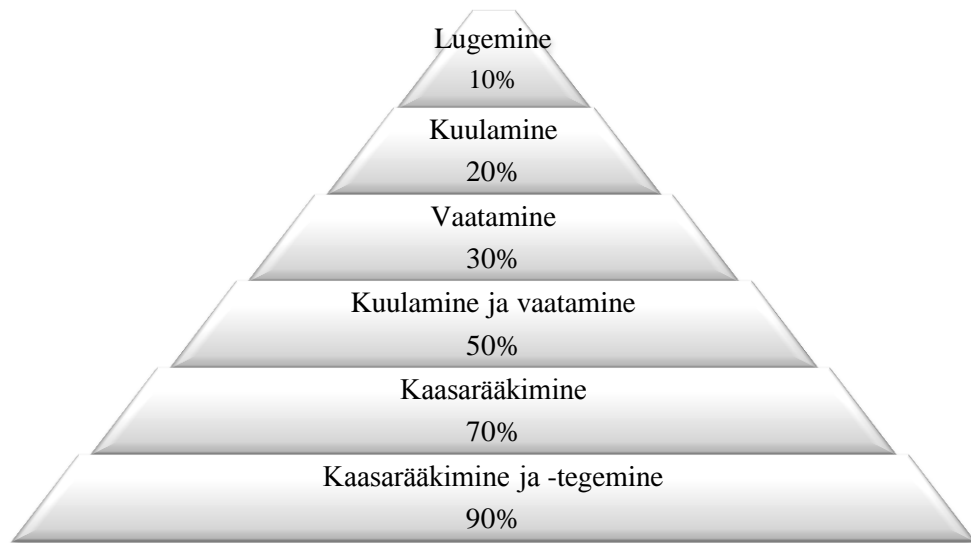 Lugemine
10%
Kuulamine
20%
Vaatamine
30%
Kuulamine ja vaatamine
50%
Kaasarääkimine
70%
Kaasarääkimine ja -tegemine
90%